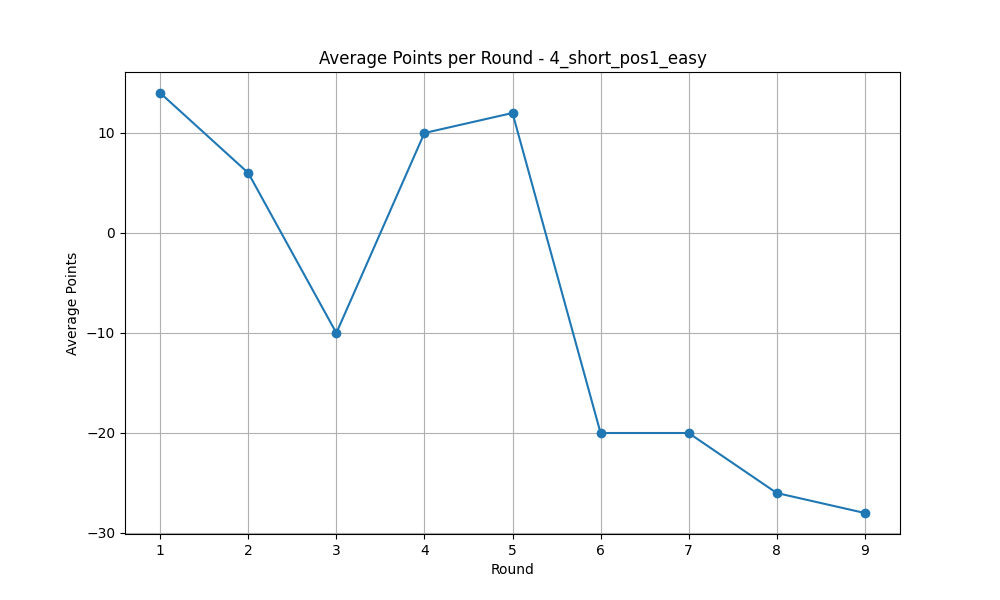 Average Points per Round - 4_short_pos1_easy
Average Points
10
0
−10
−20
−30
1 2 3 4 5 6 7 8 9
Round